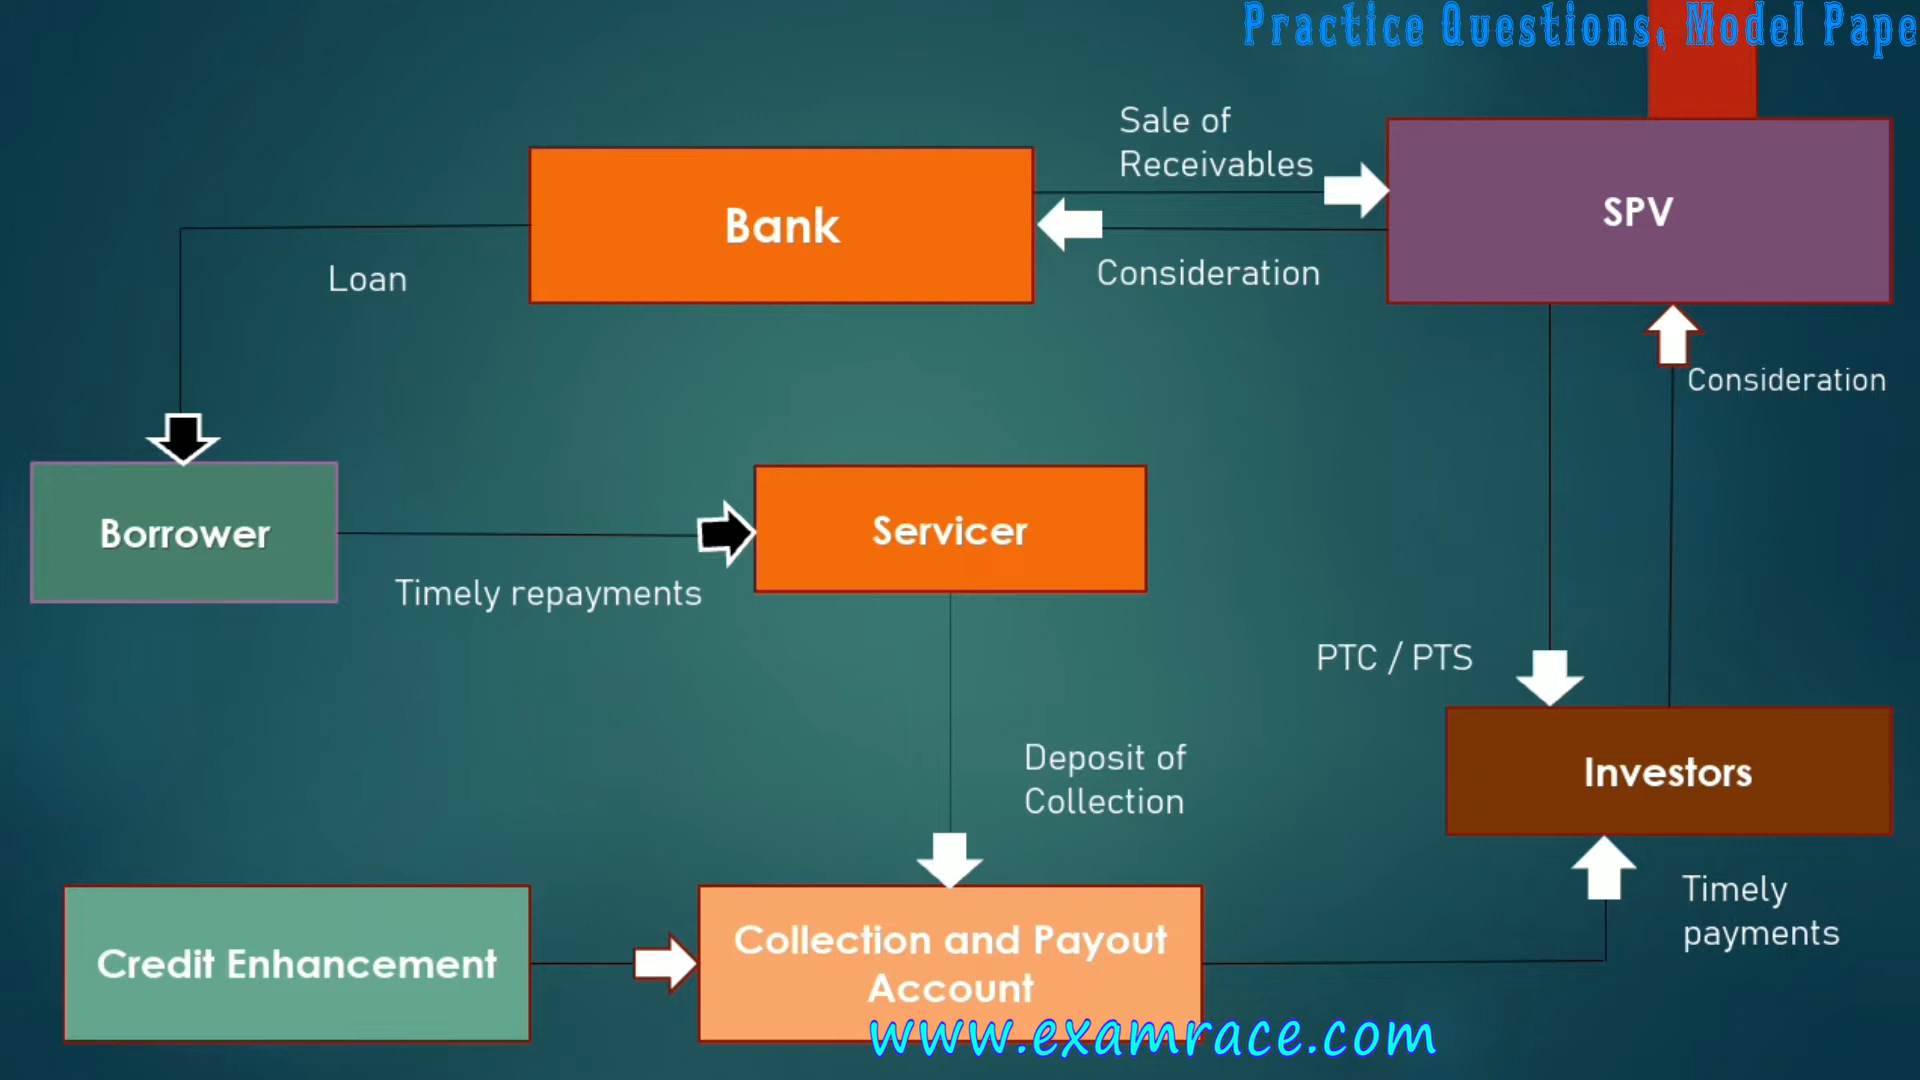 Practice Questions, Model Pape
Sale of
Receivables
Bank
SPV
Loan
Consideration
Consideration
Borrower
Servicer
Timely repayments
PTC / PTS
Deposit of
Collection
Investors
Timely
payments
Credit Enhancement
Collection and Payout
Account
www.examrace.com